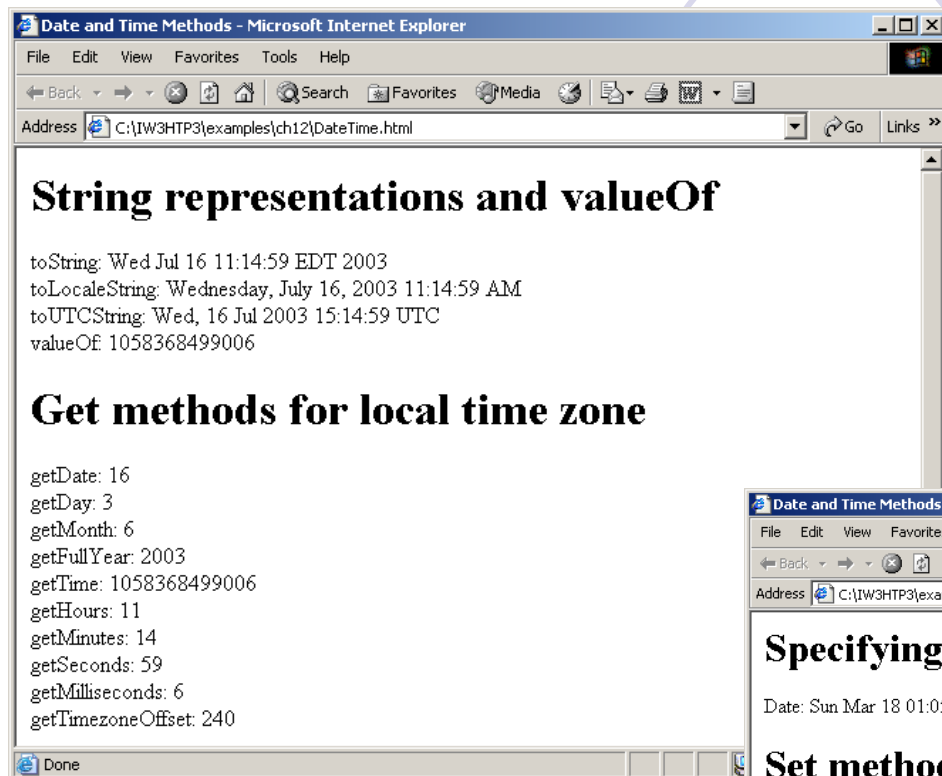 Date and Time Methods - Microsoft Internet Explorer
File Edit View Favorites Tools Help
Back Search Favorites Media
Address C:\IW3HTP3\examples\ch12\DateTime.html Go Links »
String representations and valueOf
toString: Wed Jul 16 11:14:59 EDT 2003
toLocaleString: Wednesday, July 16, 2003 11:14:59 AM
toUTCString: Wed, 16 Jul 2003 15:14:59 UTC
valueOf: 1058368499006
Get methods for local time zone
getDate: 16
getDay: 3
getMonth: 6
getFullYear: 2003
getTime: 1058368499006
getHours: 11
getMinutes: 14
getSeconds: 59
getMilliseconds: 6
getTimezoneOffset: 240
Done
Date and Time Methods
File Edit View Favorite
Back
Address C:\IW3HTP3\exa
Specifying
Date: Sun Mar 18 01:0
Set method